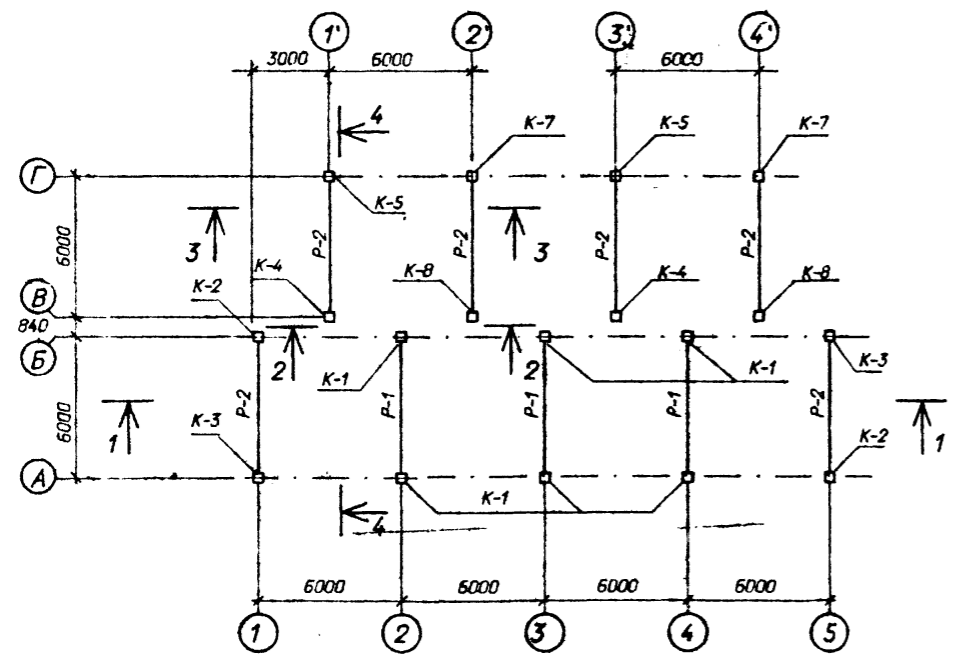 1' 2' 3' 4'
3000 6000 6000
4
К-7 К-5 К-7
Г
К-5
3 3
6000
Р-2 Р-2 Р-2 Р-2
К-4 К-8 К-4 К-8
В
К-2
840
Б
2 2
К-1 К-1 К-3
6000
Р-2 Р-1 Р-1 Р-1 Р-2
1 1
К-3 К-2
А
К-1
4
6000 6000 6000 6000
1 2 3 4 5